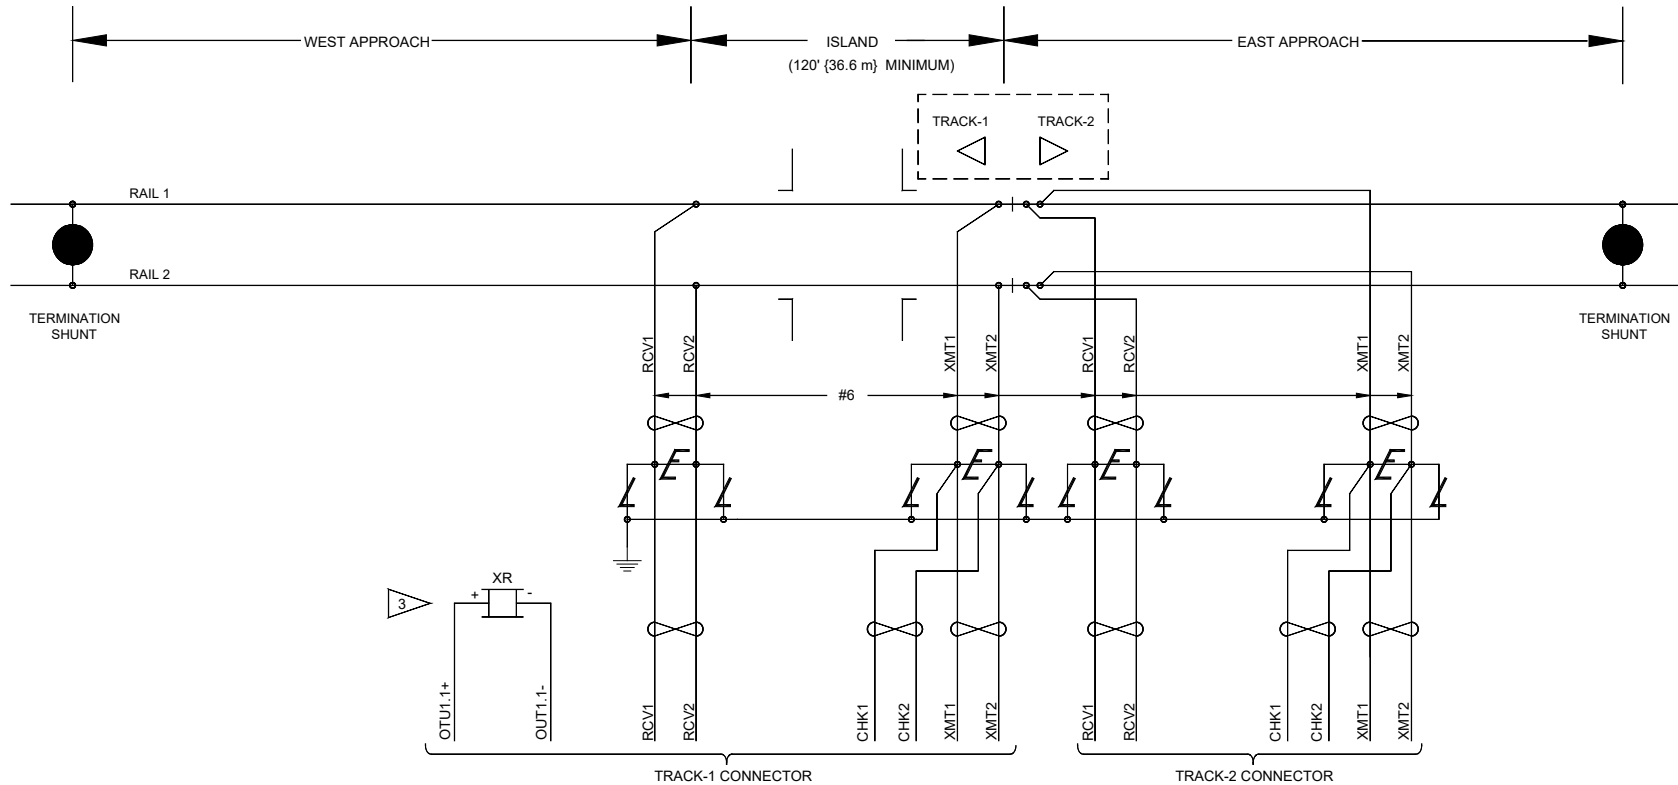 WEST APPROACH
ISLAND
EAST APPROACH
(120' {36.6 m} MINIMUM)
TRACK-1
TRACK-2
RAIL 1
RAIL 2
TERMINATION
SHUNT
TERMINATION
SHUNT
RCV1
RCV2
XMT1
XMT2
RCV1
RCV2
XMT1
XMT2
#6
XR
3
+
-
OTU1.1+
OUT1.1-
RCV1
RCV2
CHK1
CHK2
XMT1
XMT2
RCV1
RCV2
CHK1
CHK2
XMT1
XMT2
TRACK-1 CONNECTOR
TRACK-2 CONNECTOR